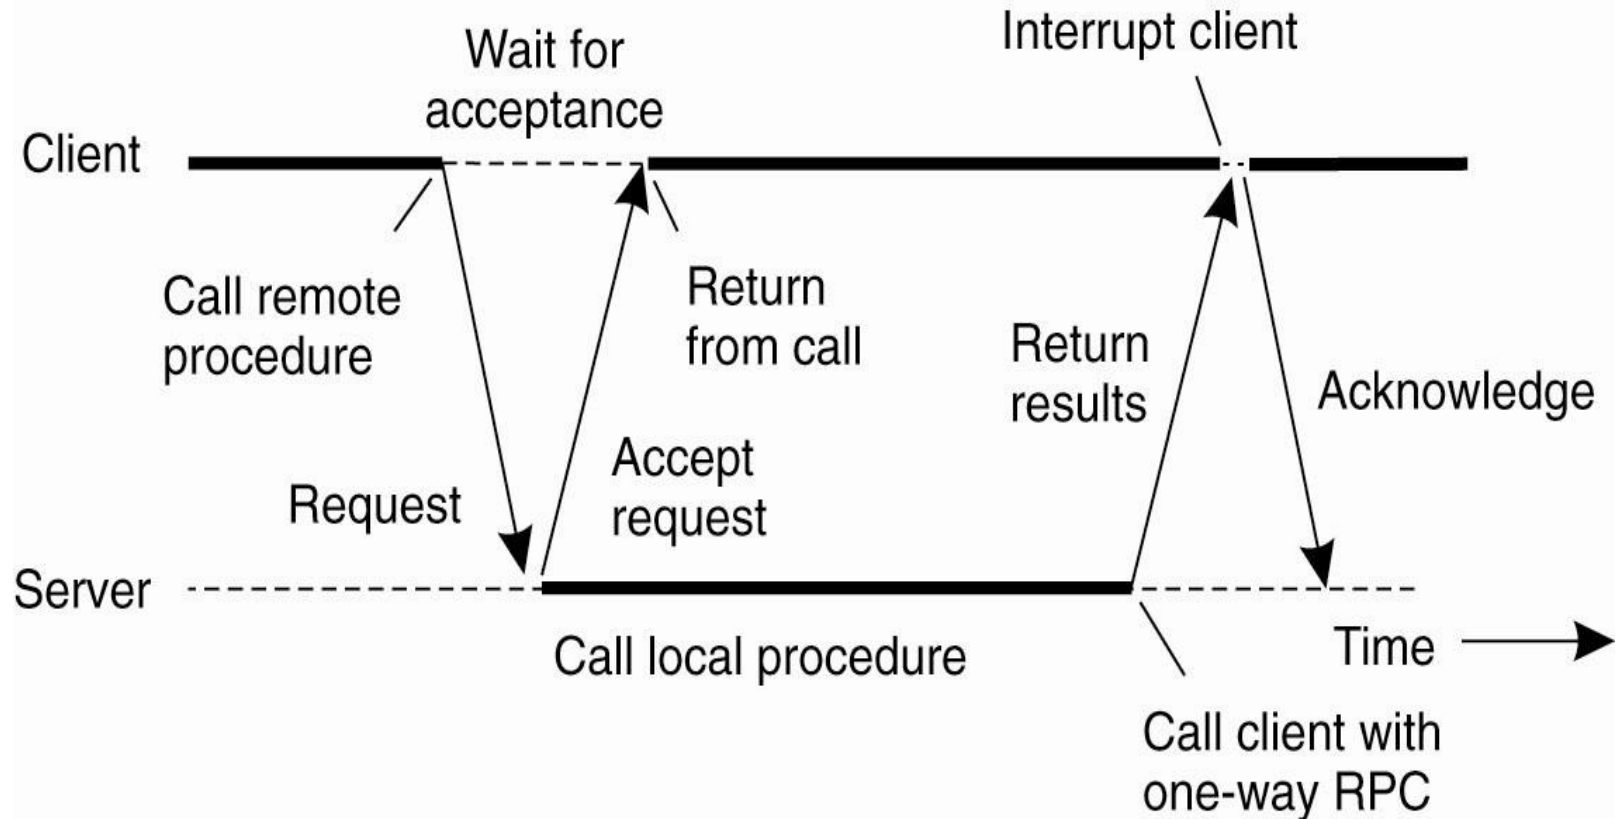 Interrupt client
Wait for
acceptance
Client
Call remote
procedure
Return
from call
Return
results
Acknowledge
Accept
request
Request
Server
Call local procedure
Time
Call client with
one-way RPC